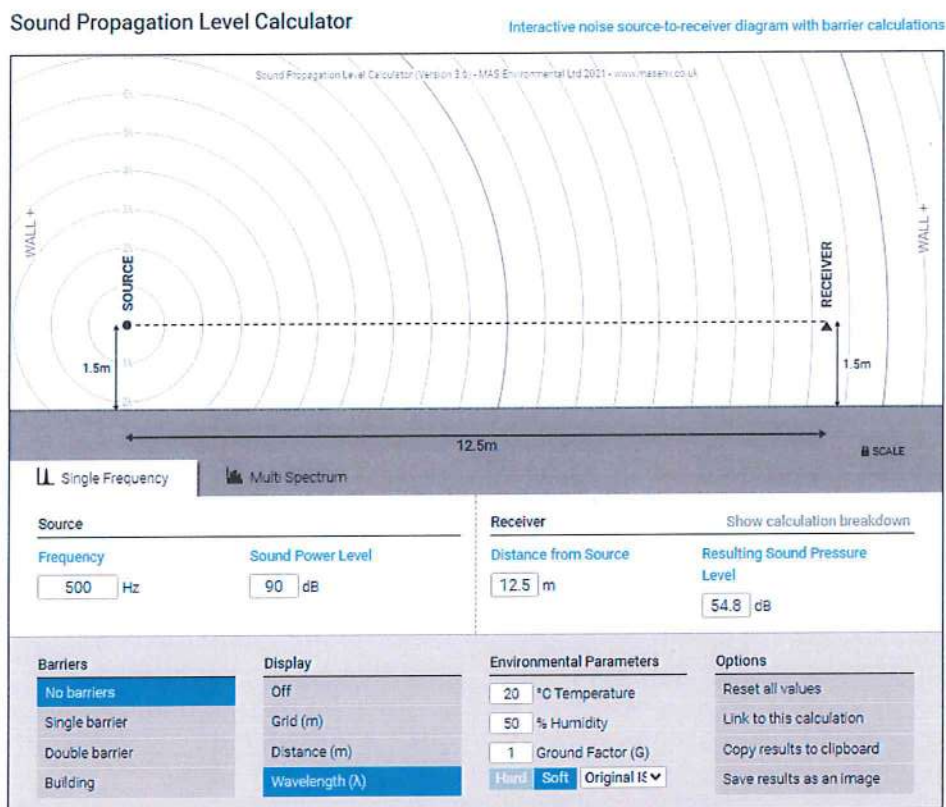 Sound Propagation Level Calculator
Interactive noise source-to-receiver diagram with barrier calculations
Sound Propagation Level Calculator (Version 3.0) - MAS Environmental Ltd 2021 - www.masenv.co.uk
WALL +
SOURCE
RECEIVER
WALL +
1.5m
1.5m
12.5m
SCALE
Single Frequency
Multi Spectrum
Source
Receiver
Show calculation breakdown
Frequency
Sound Power Level
Distance from Source
Resulting Sound Pressure
Level
500 Hz
90 dB
12.5 m
54.8 dB
Barriers
Display
Environmental Parameters
Options
No barriers
Off
20 °C Temperature
Reset all values
Single barrier
Grid (m)
50 % Humidity
Link to this calculation
Double barrier
Distance (m)
1 Ground Factor (G)
Copy results to clipboard
Building
Wavelength (λ)
Hard Soft Original IS
Save results as an image